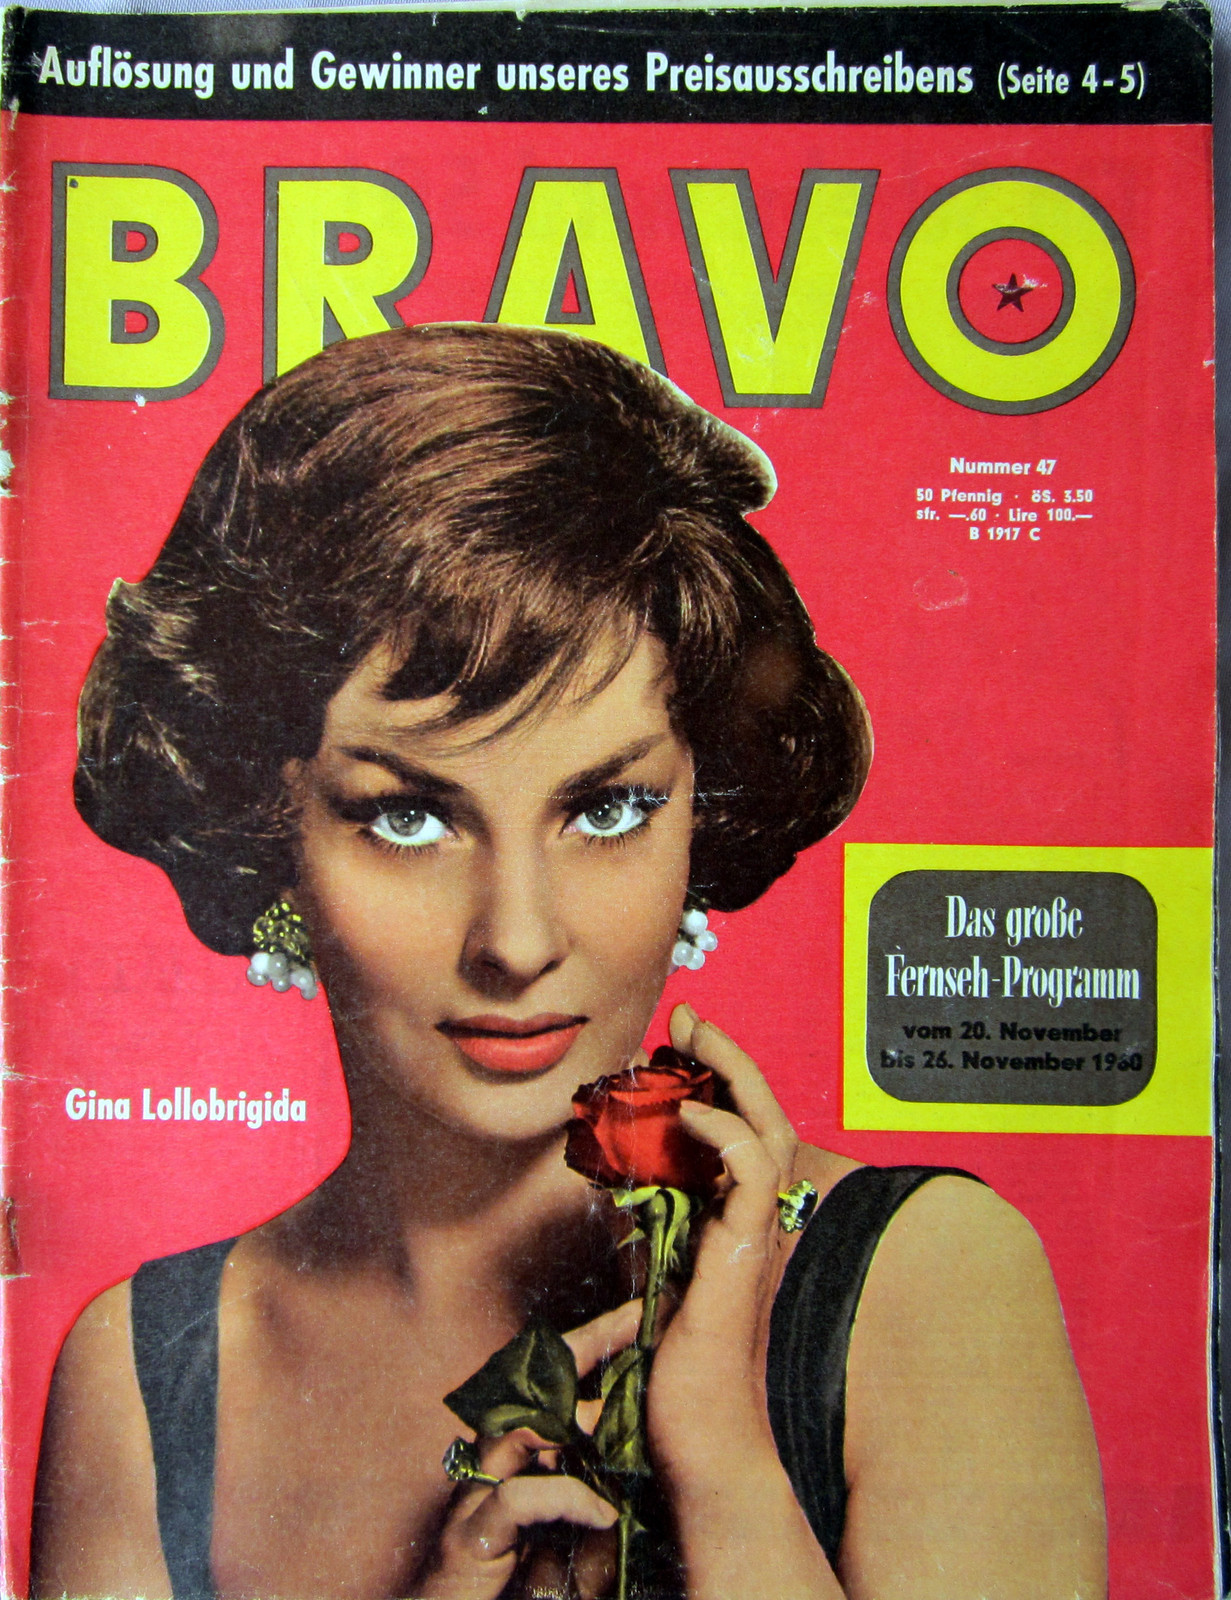 Auflösung und Gewinner unseres Preisausschreibens (Seite 4-5)
BRAVO
Nummer 47
50 Pfennig · öS. 3.50
sfr. —.60 · Lire 100.—
B 1917 C
Das große
Fernseh-Programm
vom 20. November
bis 26. November 1960
Gina Lollobrigida